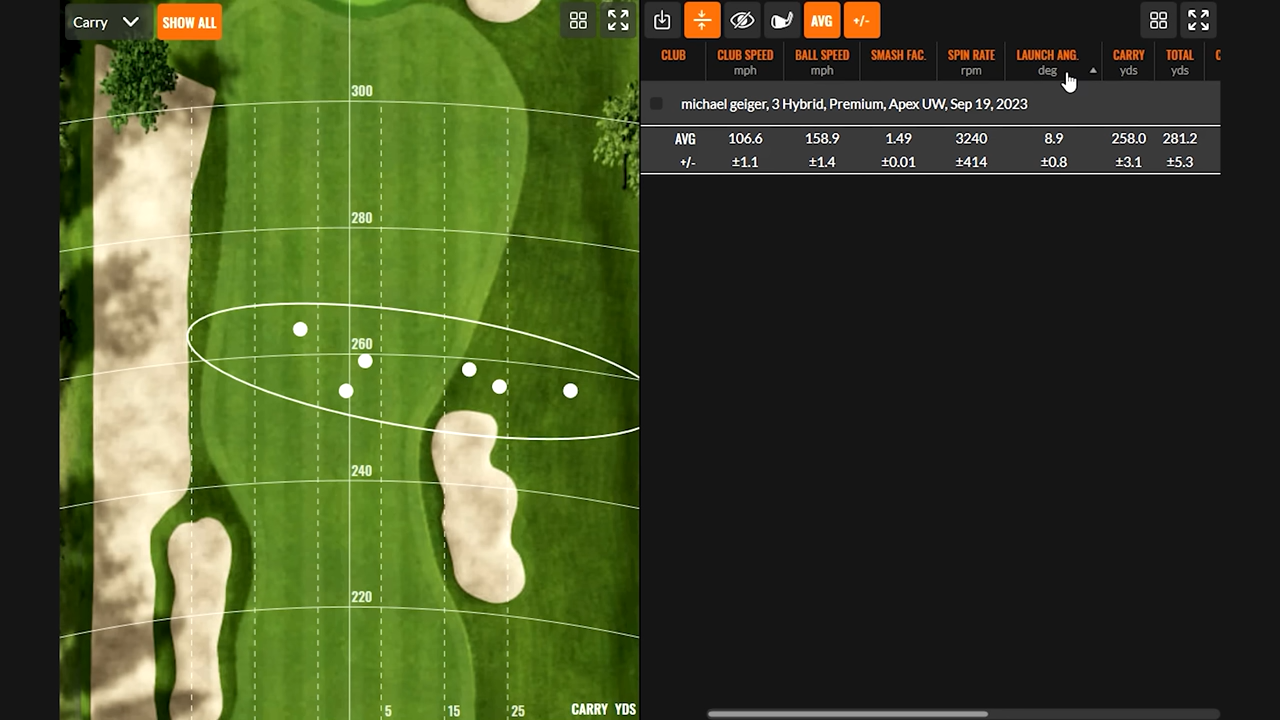 Carry
SHOW ALL
300
280
260
240
220
5
15
25
CARRY YDS
AVG
+/-
CLUB
CLUB SPEED
mph
BALL SPEED
mph
SMASH FAC.
SPIN RATE
rpm
LAUNCH ANG.
deg
CARRY
yds
TOTAL
yds
michael geiger, 3 Hybrid, Premium, Apex UW, Sep 19, 2023
AVG 106.6 158.9 1.49 3240 8.9 258.0 281.2
+/- ±1.1 ±1.4 ±0.01 ±414 ±0.8 ±3.1 ±5.3